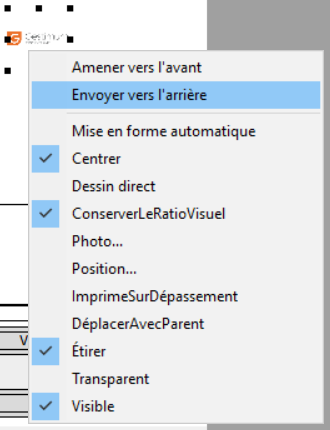 Gestimum
Amener vers l'avant
Envoyer vers l'arrière
Mise en forme automatique
Centrer
Dessin direct
ConserverLeRatioVisuel
Photo...
Position...
ImprimeSurDépassement
DéplacerAvecParent
V
Étirer
Transparent
Visible